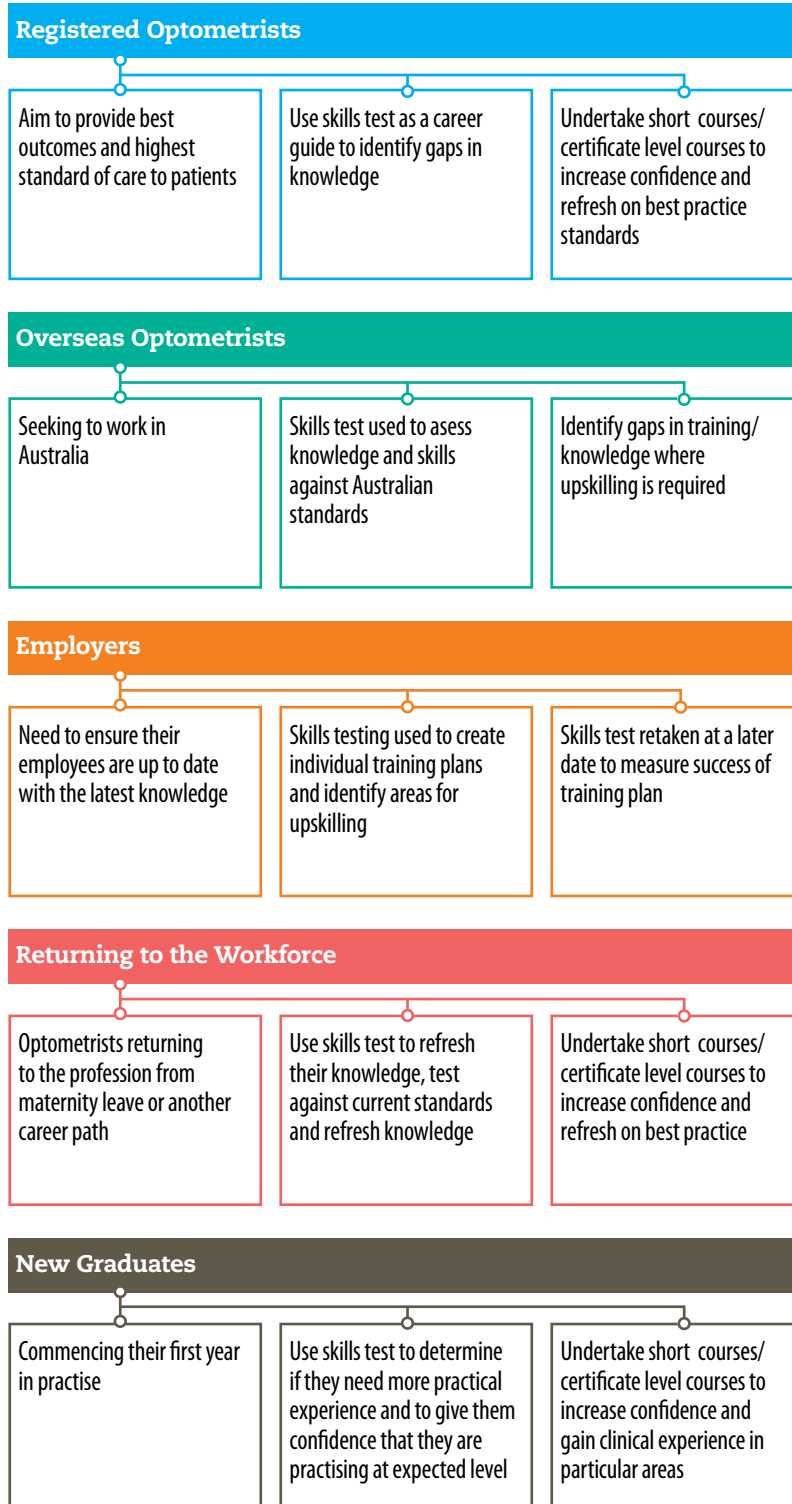 Registered Optometrists
Aim to provide best
outcomes and highest
standard of care to patients
Use skills test as a career
guide to identify gaps in
knowledge
Undertake short courses/
certificate level courses to
increase confidence and
refresh on best practice
standards
Overseas Optometrists
Seeking to work in
Australia
Skills test used to asess
knowledge and skills
against Australian
standards
Identify gaps in training/
knowledge where
upskilling is required
Employers
Need to ensure their
employees are up to date
with the latest knowledge
Skills testing used to create
individual training plans
and identify areas for
upskilling
Skills test retaken at a later
date to measure success of
training plan
Returning to the Workforce
Optometrists returning
to the profession from
maternity leave or another
career path
Use skills test to refresh
their knowledge, test
against current standards
and refresh knowledge
Undertake short courses/
certificate level courses to
increase confidence and
refresh on best practice
New Graduates
Commencing their first year
in practise
Use skills test to determine
if they need more practical
experience and to give them
confidence that they are
practising at expected level
Undertake short courses/
certificate level courses to
increase confidence and
gain clinical experience in
particular areas